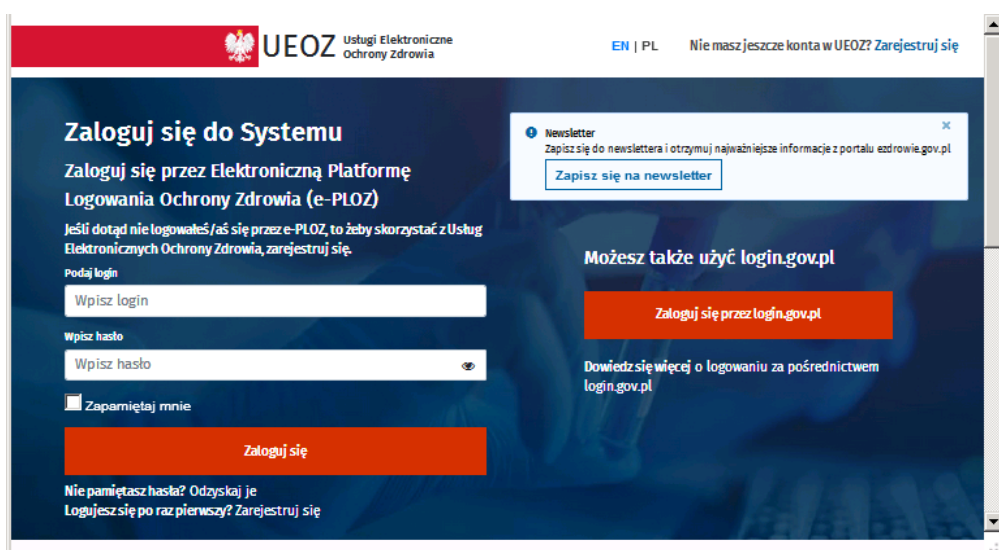 UEOZ Usługi Elektroniczne
Ochrony Zdrowia
EN | PL
Nie masz jeszcze konta w UEOZ? Zarejestruj się
Zaloguj się do Systemu
Zaloguj się przez Elektroniczną Platformę
Logowania Ochrony Zdrowia (e-PLOZ)
Jeśli dotąd nie logowałeś/aś się przez e-PLOZ, to żeby skorzystać z Usług
Elektronicznych Ochrony Zdrowia, zarejestruj się.
Podaj login
Wpisz login
Wpisz hasło
Wpisz hasło
Zapamiętaj mnie
Zaloguj się
Nie pamiętasz hasła? Odzyskaj je
Logujesz się po raz pierwszy? Zarejestruj się
Newsletter
Zapisz się do newslettera i otrzymuj najważniejsze informacje z portalu ezdrowie.gov.pl
Zapisz się na newsletter
Możesz także użyć login.gov.pl
Zaloguj się przez login.gov.pl
Dowiedz się więcej o logowaniu za pośrednictwem
login.gov.pl